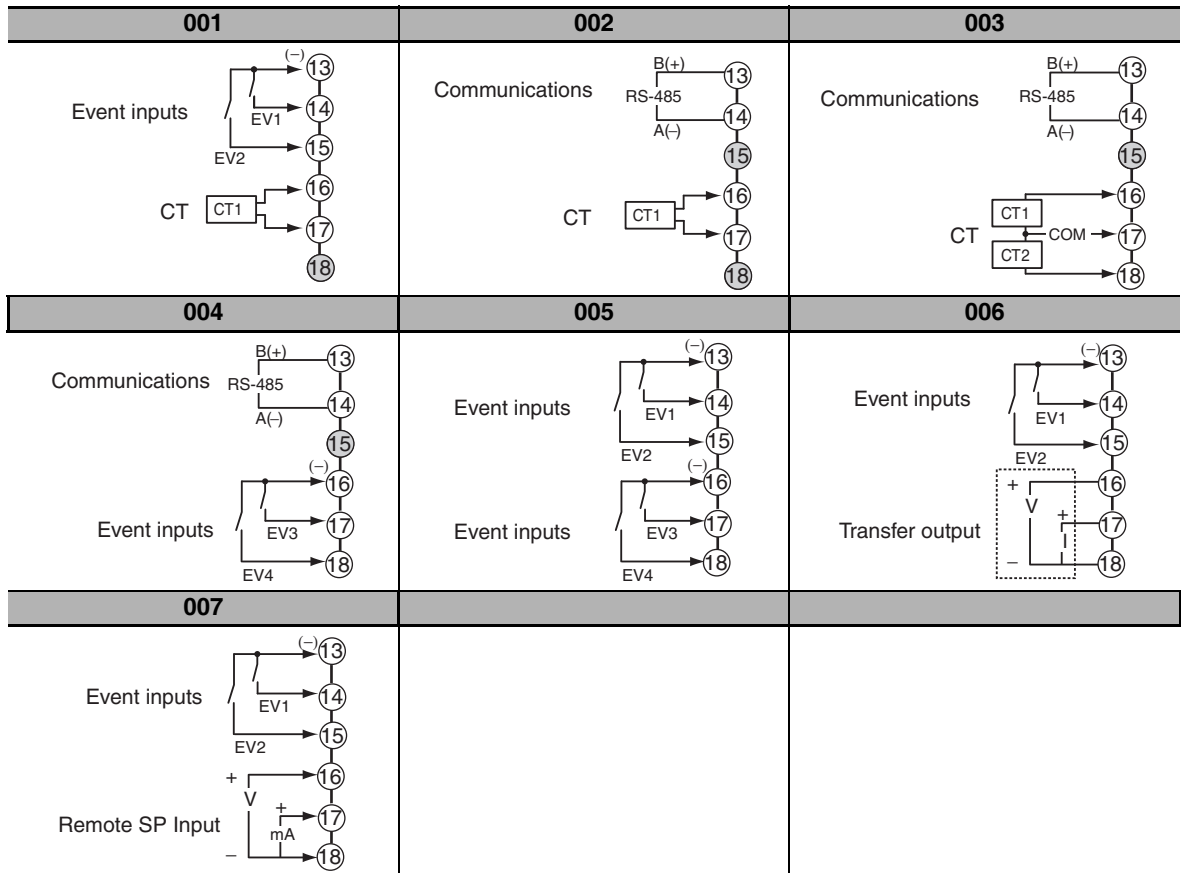 001 002 003
(−) 13
Event inputs
14
EV1
15
EV2
16
CT CT1
17
18
B(+) 13
Communications RS-485
14
A(−)
15
16
CT CT1
17
18
B(+) 13
Communications RS-485
14
A(−)
15
16
CT1
CT COM 17
CT2
18
004 005 006
B(+) 13
Communications RS-485
14
A(−)
15
(−) 16
Event inputs EV3 17
EV4 18
(−) 13
Event inputs 14
EV1
15
EV2
(−) 16
Event inputs EV3 17
EV4 18
(−) 13
Event inputs 14
EV1
15
EV2
+ 16
V
Transfer output + 17
I
− 18
007
(−) 13
Event inputs 14
EV1
15
EV2
+ 16
V
+ 17
Remote SP Input mA
− 18